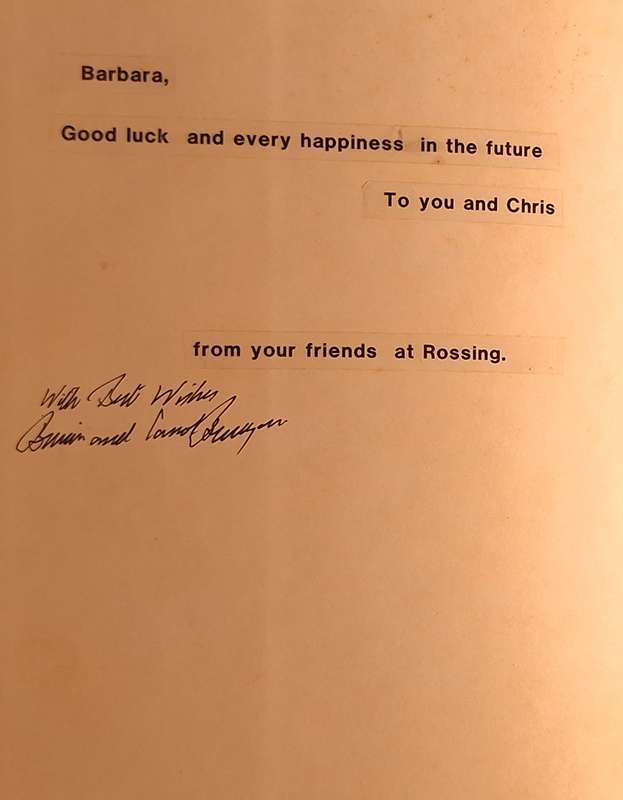 Barbara,
Good luck and every happiness in the future
To you and Chris
from your friends at Rossing.
With Best Wishes
Brian and Carol